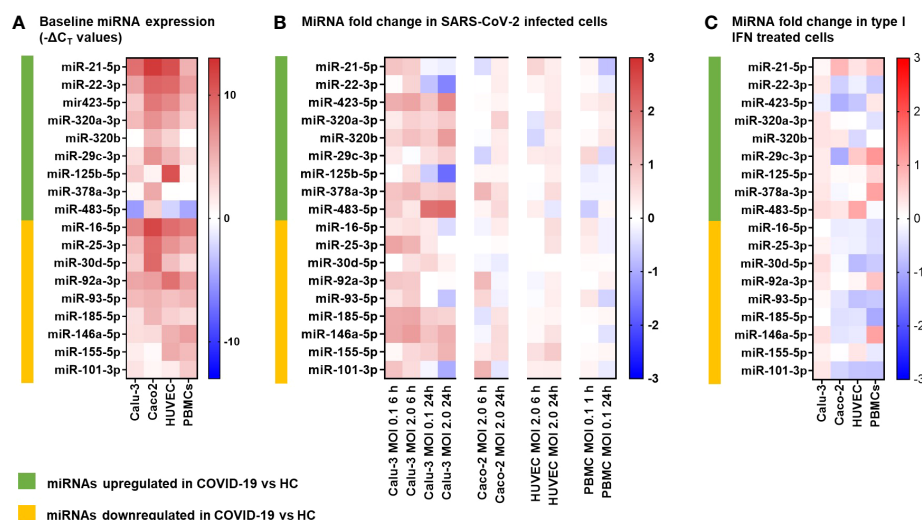 A
Baseline miRNA expression
(-ΔCT values)
miR-21-5p
miR-22-3p
mir423-5p
miR-320a-3p
miR-320b
miR-29c-3p
miR-125b-5p
miR-378a-3p
miR-483-5p
miR-16-5p
miR-25-3p
miR-30d-5p
miR-92a-3p
miR-93-5p
miR-185-5p
miR-146a-5p
miR-155-5p
miR-101-3p
Calu-3
Caco2
HUVEC
PBMCs
10
0
-10
B
MiRNA fold change in SARS-CoV-2 infected cells
miR-21-5p
miR-22-3p
miR-423-5p
miR-320a-3p
miR-320b
miR-29c-3p
miR-125b-5p
miR-378a-3p
miR-483-5p
miR-16-5p
miR-25-3p
miR-30d-5p
miR-92a-3p
miR-93-5p
miR-185-5p
miR-146a-5p
miR-155-5p
miR-101-3p
Calu-3 MOI 0.1 6 h
Calu-3 MOI 2.0 6 h
Calu-3 MOI 0.1 24h
Calu-3 MOI 2.0 24h
Caco-2 MOI 2.0 6 h
Caco-2 MOI 2.0 24h
HUVEC MOI 2.0 6 h
HUVEC MOI 2.0 24h
PBMC MOI 0.1 1 h
PBMC MOI 0.1 24h
3
2
1
0
-1
-2
-3
C
MiRNA fold change in type I
IFN treated cells
miR-21-5p
miR-22-3p
miR-423-5p
miR-320a-3p
miR-320b
miR-29c-3p
miR-125-5p
miR-378a-3p
miR-483-5p
miR-16-5p
miR-25-3p
miR-30d-5p
miR-92a-3p
miR-93-5p
miR-185-5p
miR-146a-5p
miR-155-5p
miR-101-3p
Calu-3
Caco-2
HUVEC
PBMCs
3
2
1
0
-1
-2
-3
miRNAs upregulated in COVID-19 vs HC
miRNAs downregulated in COVID-19 vs HC